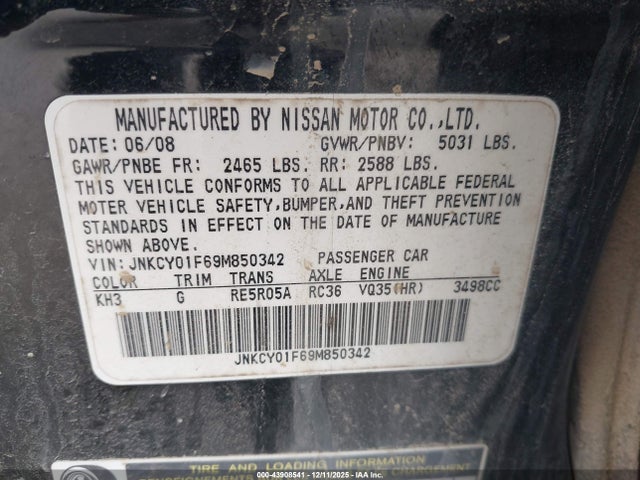 MANUFACTURED BY NISSAN MOTOR CO.,LTD.
DATE: 06/08 GVWR/PNBV: 5031 LBS.
GAWR/PNBE FR: 2465 LBS. RR: 2588 LBS.
THIS VEHICLE CONFORMS TO ALL APPLICABLE FEDERAL
MOTER VEHICLE SAFETY,BUMPER,AND THEFT PREVENTION
STANDARDS IN EFFECT ON THE DATE OF MANUFACTURE
SHOWN ABOVE.
VIN: JNKCY01F69M850342 PASSENGER CAR
COLOR TRIM TRANS AXLE ENGINE
KH3 G RE5R05A RC36 VQ35(HR) 3498CC
JNKCY01F69M850342
TIRE AND LOADING INFORMATION
© 2025 - #43908541 - 12/11/2025 - IAA Inc.